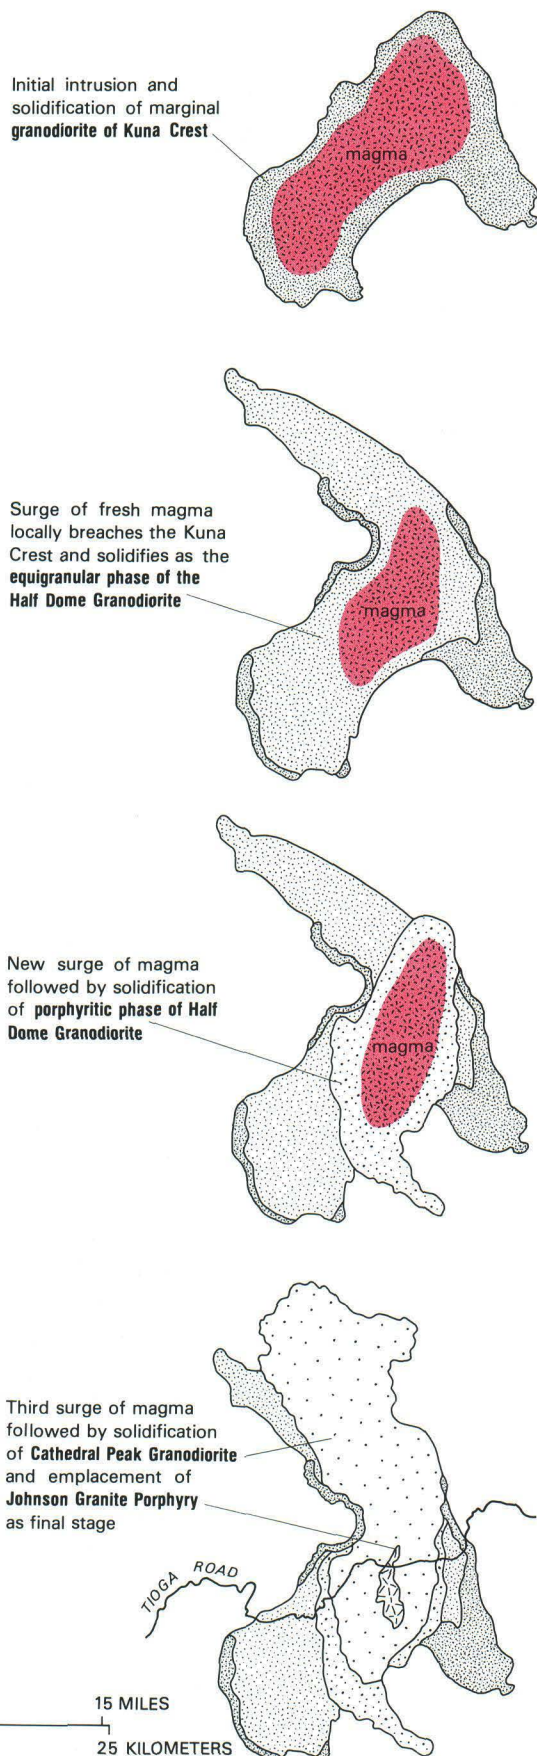 Initial intrusion and
solidification of marginal
granodiorite of Kuna Crest
magma
Surge of fresh magma
locally breaches the Kuna
Crest and solidifies as the
equigranular phase of the
Half Dome Granodiorite
magma
New surge of magma
followed by solidification
of porphyritic phase of Half
Dome Granodiorite
magma
Third surge of magma
followed by solidification
of Cathedral Peak Granodiorite
and emplacement of
Johnson Granite Porphyry
as final stage
TIOGA ROAD
15 MILES
25 KILOMETERS